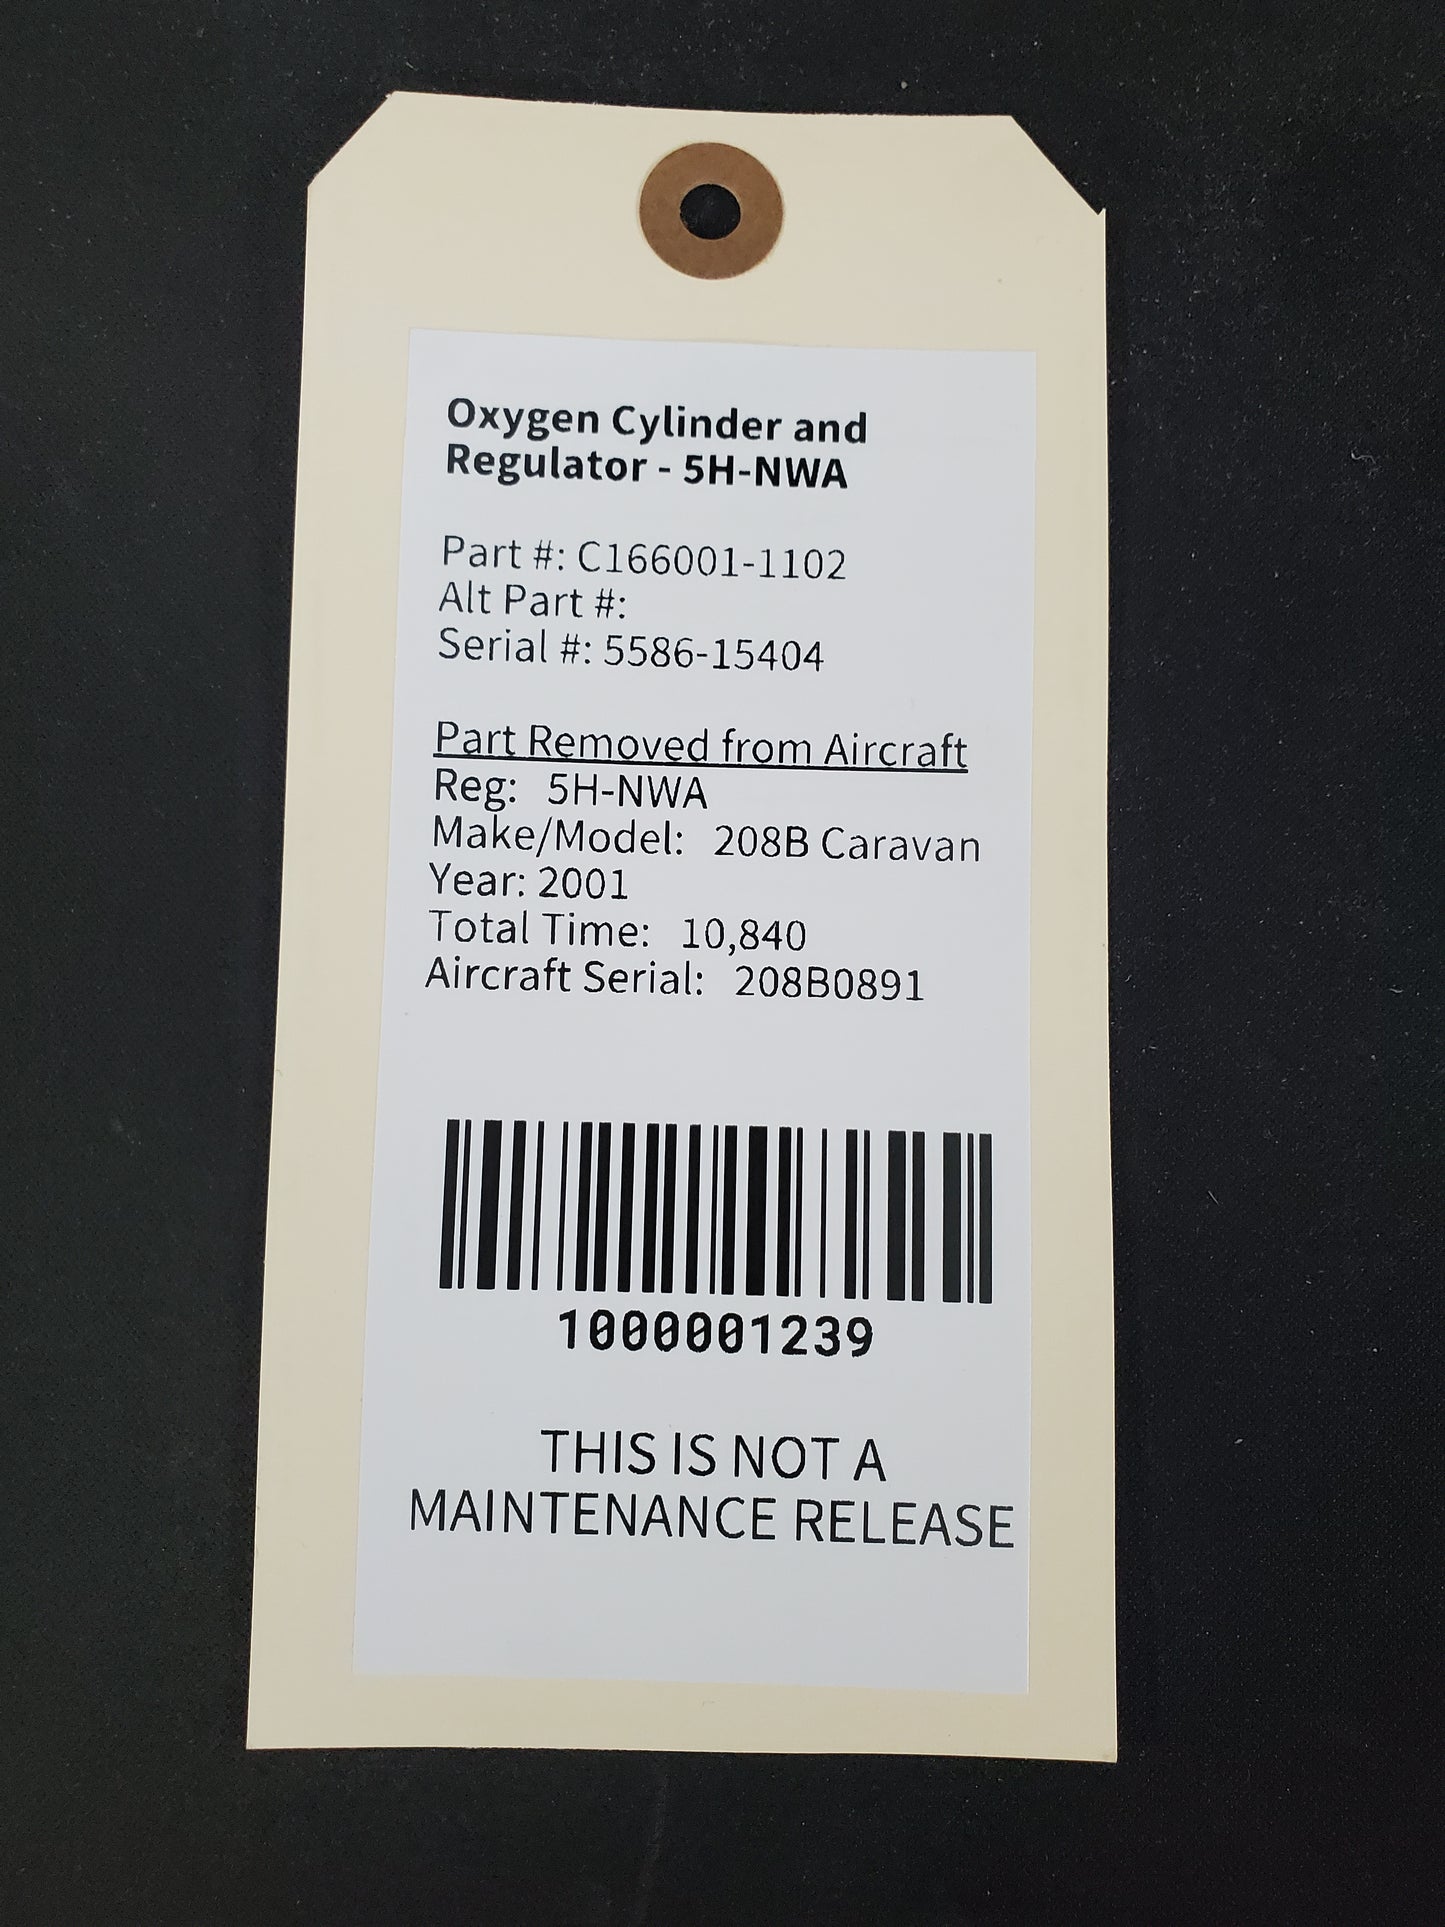 Oxygen Cylinder and
Regulator - 5H-NWA
Part #: C166001-1102
Alt Part #:
Serial #: 5586-15404
Part Removed from Aircraft
Reg: 5H-NWA
Make/Model: 208B Caravan
Year: 2001
Total Time: 10,840
Aircraft Serial: 208B0891
1000001239
THIS IS NOT A
MAINTENANCE RELEASE